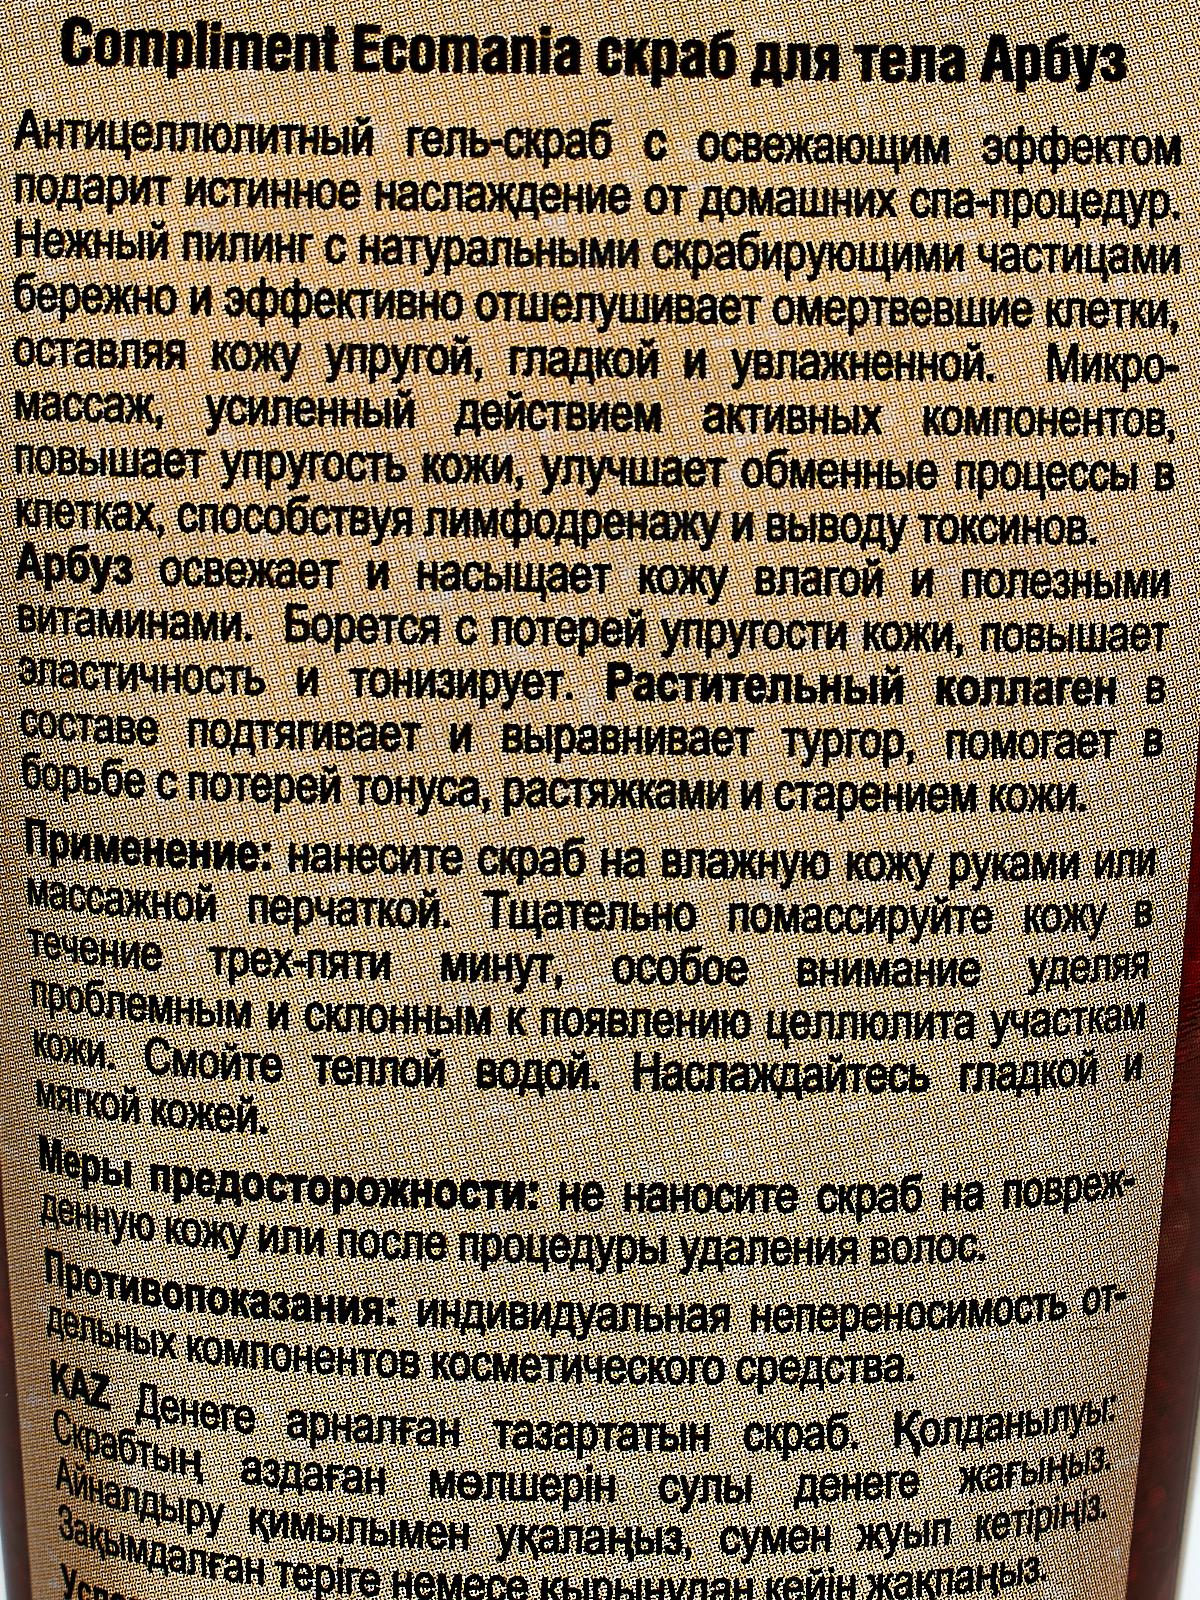 Compliment Ecomania скраб для тела Арбуз
Антицеллюлитный гель-скраб с освежающим эффектом
подарит истинное наслаждение от домашних спа-процедур.
Нежный пилинг с натуральными скрабирующими частицами
бережно и эффективно отшелушивает омертвевшие клетки,
оставляя кожу упругой, гладкой и увлажненной. Микро-
массаж, усиленный действием активных компонентов,
повышает упругость кожи, улучшает обменные процессы в
клетках, способствуя лимфодренажу и выводу токсинов.
Арбуз освежает и насыщает кожу влагой и полезными
витаминами. Борется с потерей упругости кожи, повышает
эластичность и тонизирует. Растительный коллаген в
составе подтягивает и выравнивает тургор, помогает в
борьбе с потерей тонуса, растяжками и старением кожи.
Применение: нанесите скраб на влажную кожу руками или
массажной перчаткой. Тщательно помассируйте кожу в
течение трех-пяти минут, особое внимание уделяя
проблемным и склонным к появлению целлюлита участкам
кожи. Смойте теплой водой. Наслаждайтесь гладкой и
мягкой кожей.
Меры предосторожности: не наносите скраб на повреж-
денную кожу или после процедуры удаления волос.
Противопоказания: индивидуальная непереносимость от-
дельных компонентов косметического средства.
KAZ Денеге арналған тазартатын скраб. Қолданылуы:
Скрабтың аздаған мөлшерін сулы денеге жағыңыз.
Айналдыру қимылымен уқалаңыз, сумен жуып кетіріңіз.
Зақымдалған теріге немесе қырынудан кейін жақпаңыз.